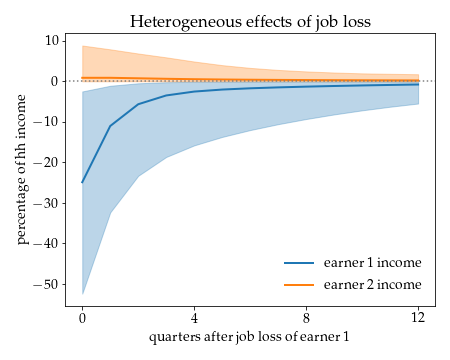 Heterogeneous effects of job loss
percentage of hh income
10
0
−10
−20
−30
−40
−50
earner 1 income
earner 2 income
0
4
8
12
quarters after job loss of earner 1